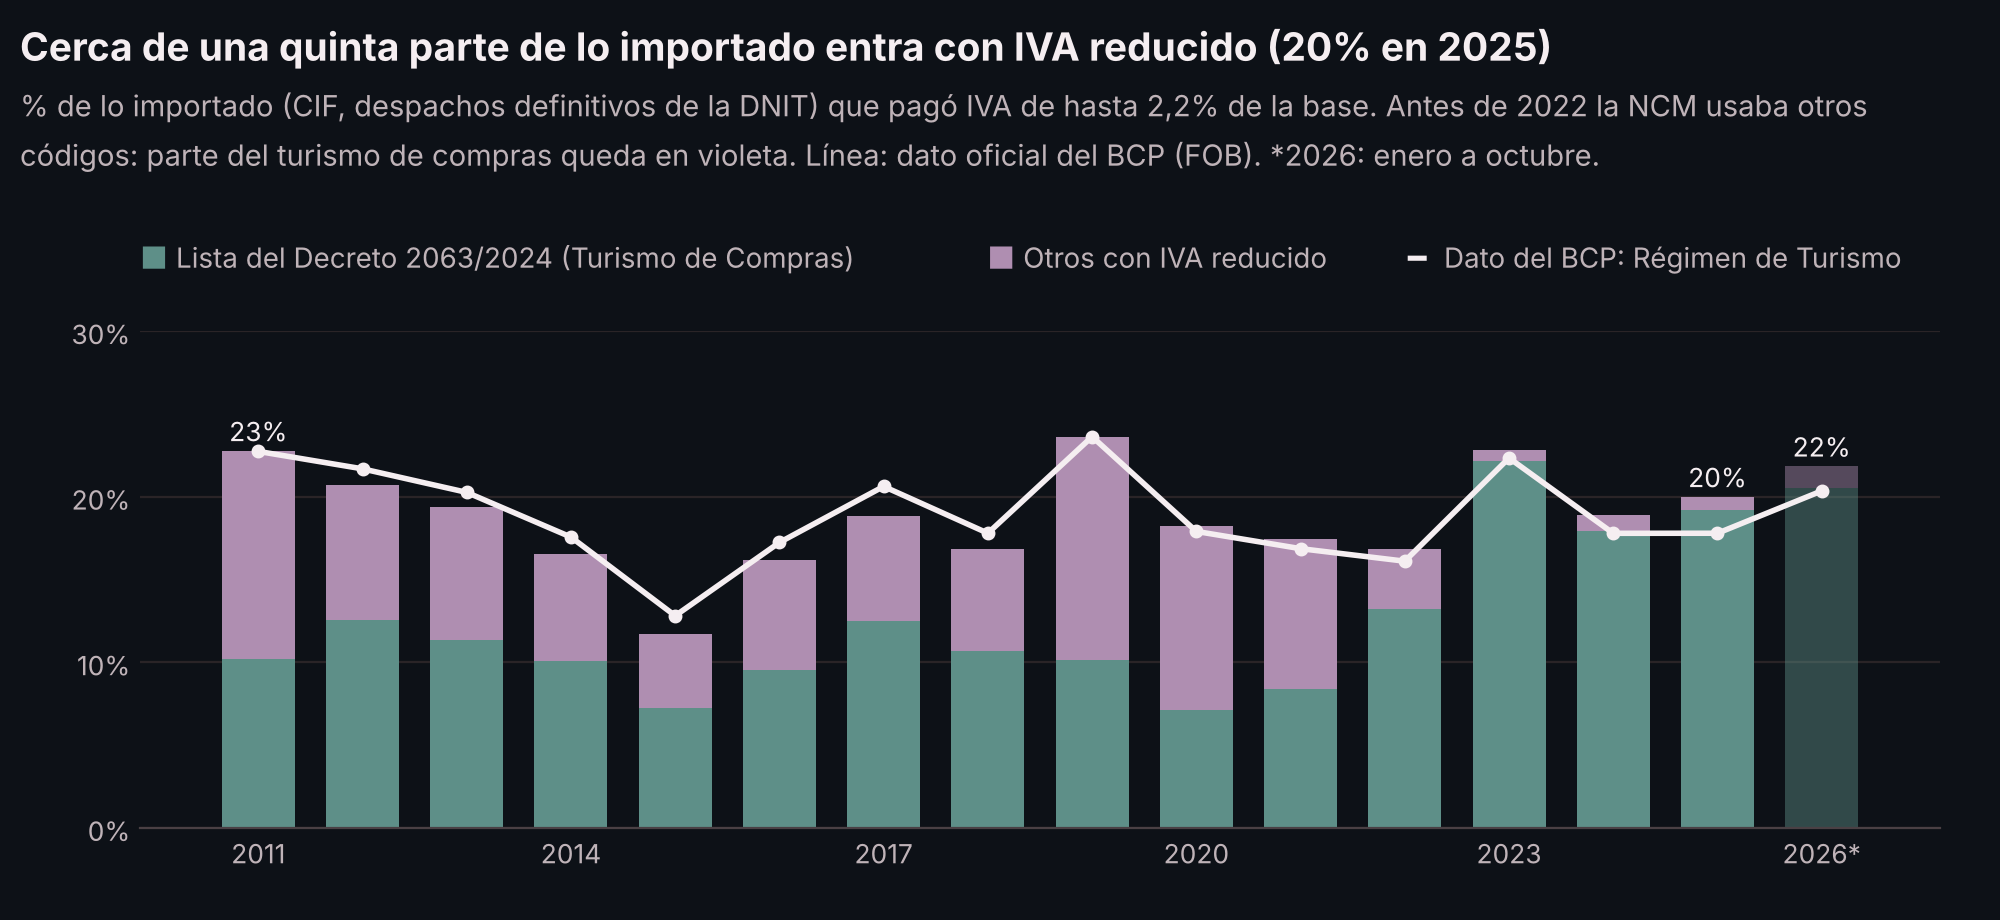 Cerca de una quinta parte de lo importado entra con IVA reducido (20% en 2025)
% de lo importado (CIF, despachos definitivos de la DNIT) que pagó IVA de hasta 2,2% de la base. Antes de 2022 la NCM usaba otros
códigos: parte del turismo de compras queda en violeta. Línea: dato oficial del BCP (FOB). *2026: enero a octubre.
Lista del Decreto 2063/2024 (Turismo de Compras)
Otros con IVA reducido
Dato del BCP: Régimen de Turismo
30%
20%
10%
0%
23%
20%
22%
2011
2014
2017
2020
2023
2026*